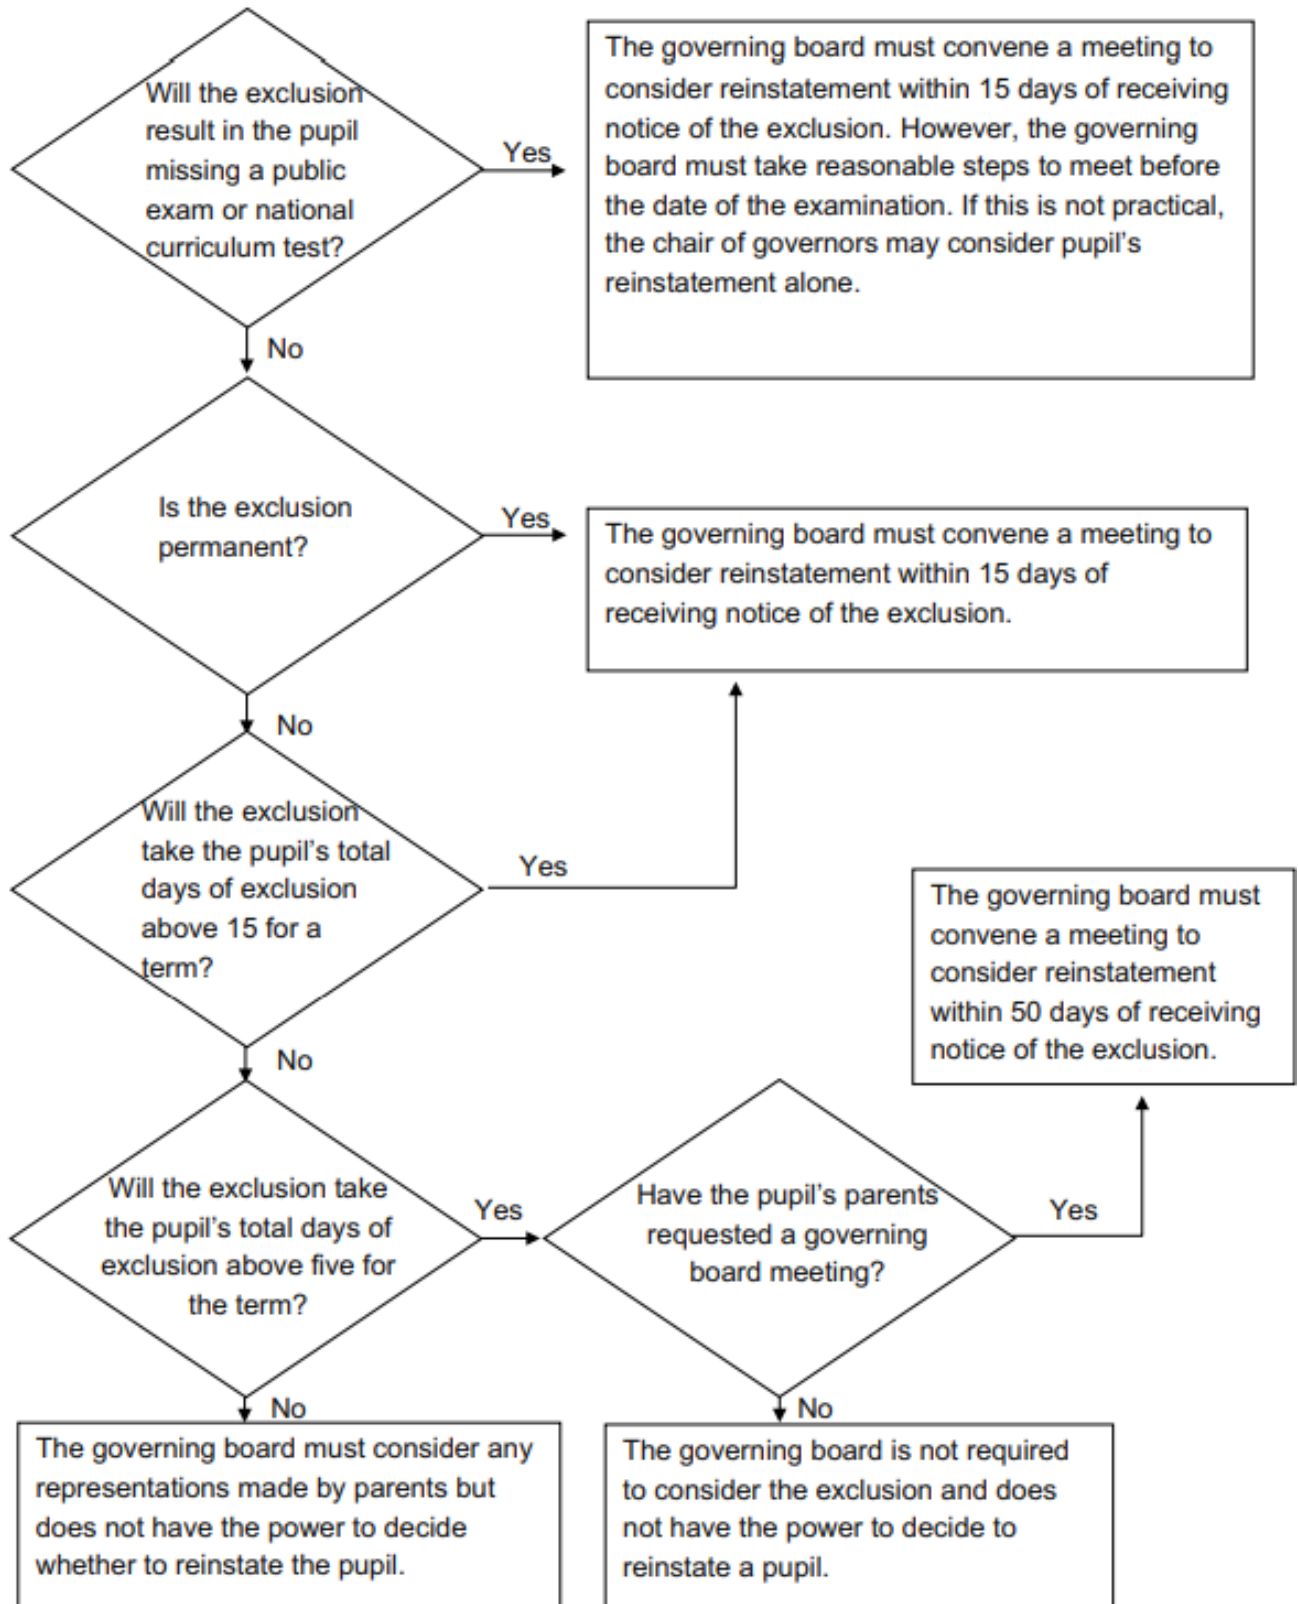 Will the exclusion
result in the pupil
missing a public
exam or national
curriculum test?
Yes
The governing board must convene a meeting to
consider reinstatement within 15 days of receiving
notice of the exclusion. However, the governing
board must take reasonable steps to meet before
the date of the examination. If this is not practical,
the chair of governors may consider pupil’s
reinstatement alone.
No
Is the exclusion
permanent?
Yes
The governing board must convene a meeting to
consider reinstatement within 15 days of
receiving notice of the exclusion.
No
Will the exclusion
take the pupil’s total
days of exclusion
above 15 for a
term?
Yes
The governing board must
convene a meeting to
consider reinstatement
within 50 days of receiving
notice of the exclusion.
No
Will the exclusion take
the pupil’s total days of
exclusion above five for
the term?
Yes
Have the pupil’s parents
requested a governing
board meeting?
Yes
No
The governing board must consider any
representations made by parents but
does not have the power to decide
whether to reinstate the pupil.
No
The governing board is not required
to consider the exclusion and does
not have the power to decide to
reinstate a pupil.